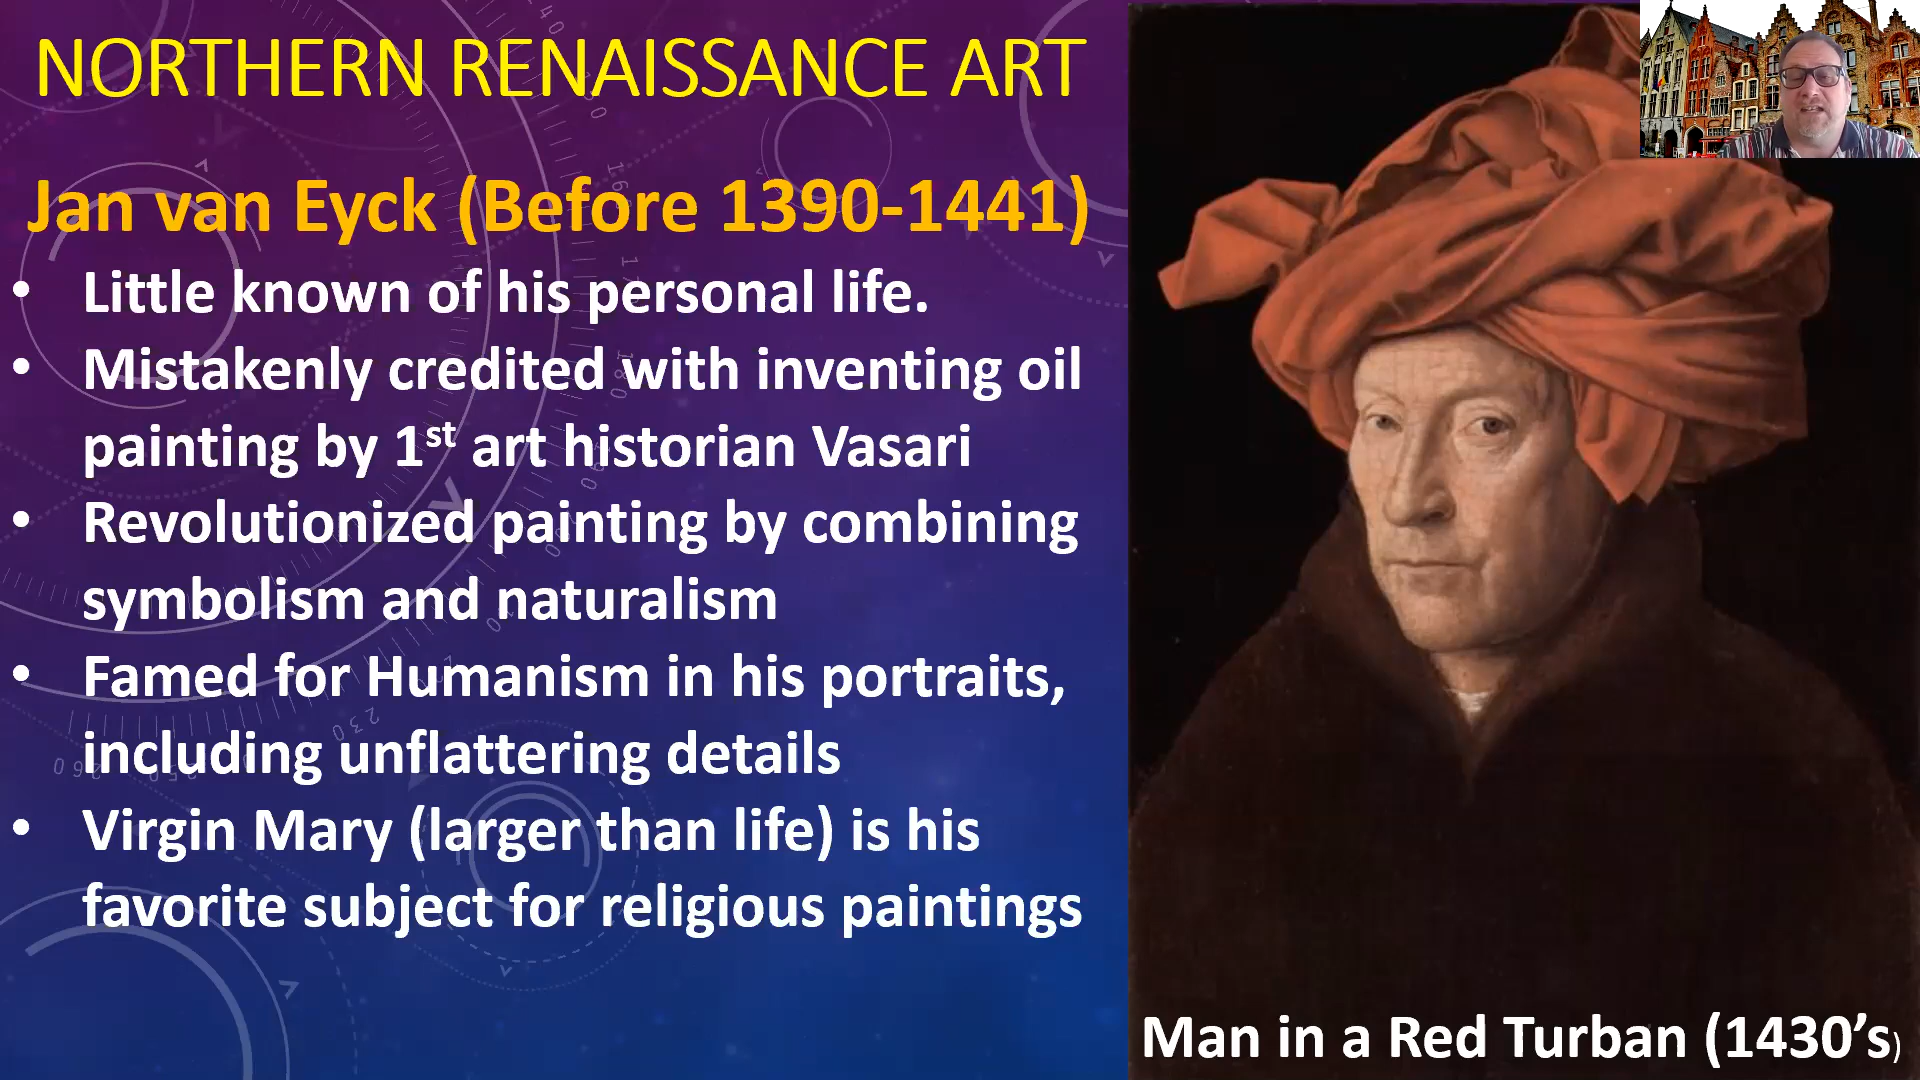 NORTHERN RENAISSANCE ART
Jan van Eyck (Before 1390-1441)
• Little known of his personal life.
• Mistakenly credited with inventing oil
painting by 1st art historian Vasari
• Revolutionized painting by combining
symbolism and naturalism
• Famed for Humanism in his portraits,
including unflattering details
• Virgin Mary (larger than life) is his
favorite subject for religious paintings
Man in a Red Turban (1430’s)